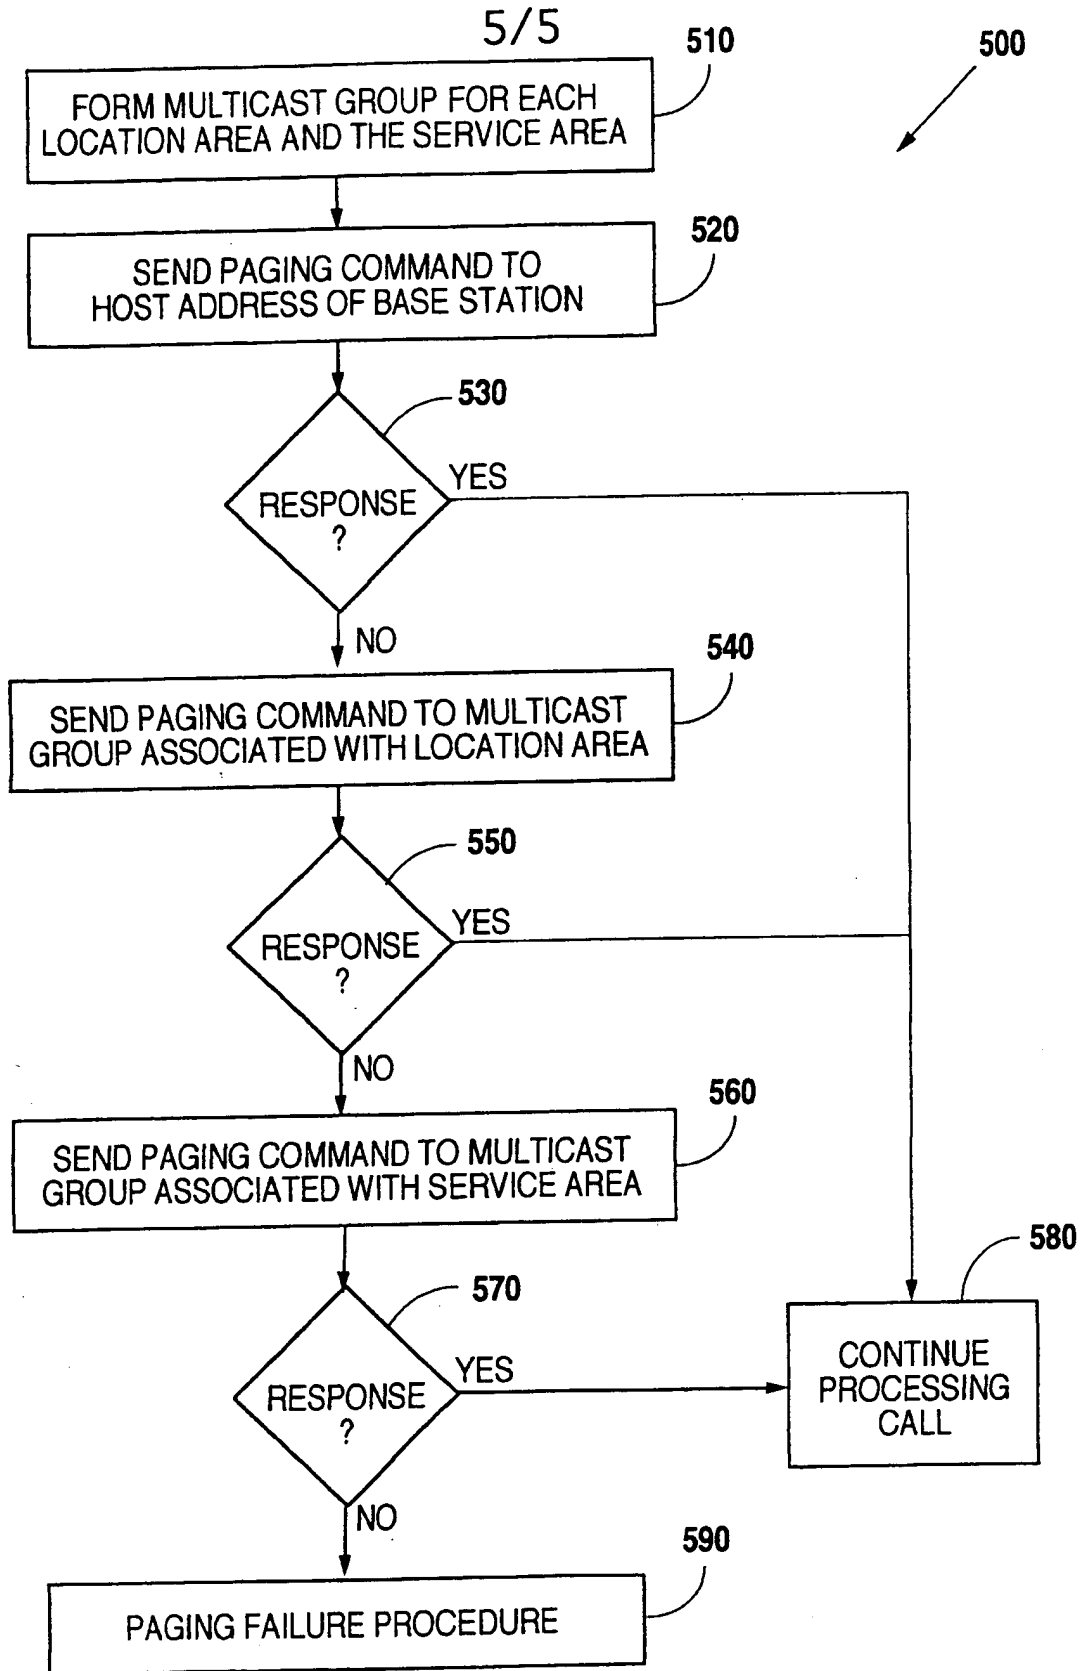 5/5
510
500
FORM MULTICAST GROUP FOR EACH
LOCATION AREA AND THE SERVICE AREA
520
SEND PAGING COMMAND TO
HOST ADDRESS OF BASE STATION
530
YES
RESPONSE
?
NO
540
SEND PAGING COMMAND TO MULTICAST
GROUP ASSOCIATED WITH LOCATION AREA
550
YES
RESPONSE
?
NO
560
SEND PAGING COMMAND TO MULTICAST
GROUP ASSOCIATED WITH SERVICE AREA
580
570
YES
RESPONSE
?
CONTINUE
PROCESSING
CALL
NO
590
PAGING FAILURE PROCEDURE